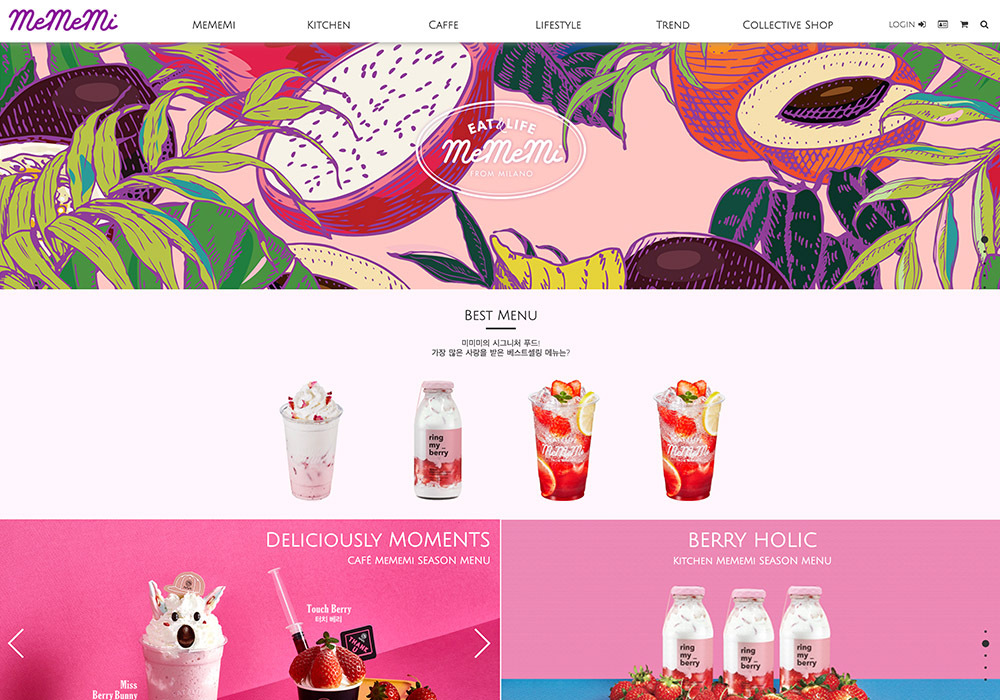 MeMeMi
MEMEMI
KITCHEN
CAFFE
LIFESTYLE
TREND
COLLECTIVE SHOP
LOGIN
EAT & LIFE
MeMeMi
FROM MILANO
BEST MENU
미미미의 시그니처 푸드!
가장 많은 사랑을 받은 베스트셀링 메뉴는?
ring
my _
berry
MeMeMi
MeMeMi
DELICIOUSLY MOMENTS
CAFÉ MEMEMI SEASON MENU
Touch Berry
터치 베리
THANK
U
Miss
Berry Bunny
BERRY HOLIC
KITCHEN MEMEMI SEASON MENU
ring
my _
berry
ring
my _
berry
ring
my _
berry